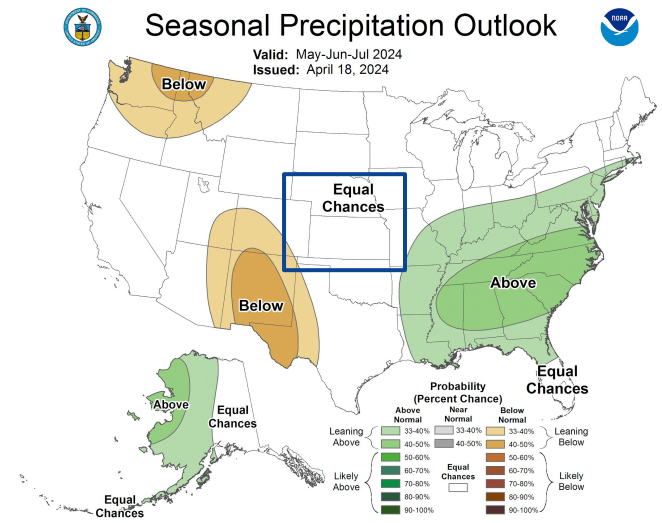 Seasonal Precipitation Outlook
Valid: May-Jun-Jul 2024
Issued: April 18, 2024
NOAA
Below
Equal
Chances
Below
Above
Equal
Chances
Above
Equal
Chances
Equal
Chances
Probability
(Percent Chance)
Above
Normal
Near
Normal
Below
Normal
Leaning
Above
33-40%
33-40%
33-40%
Leaning
Below
40-50%
40-50%
40-50%
Likely
Above
50-60%
60-70%
70-80%
80-90%
90-100%
Equal
Chances
50-60%
60-70%
70-80%
80-90%
90-100%
Likely
Below